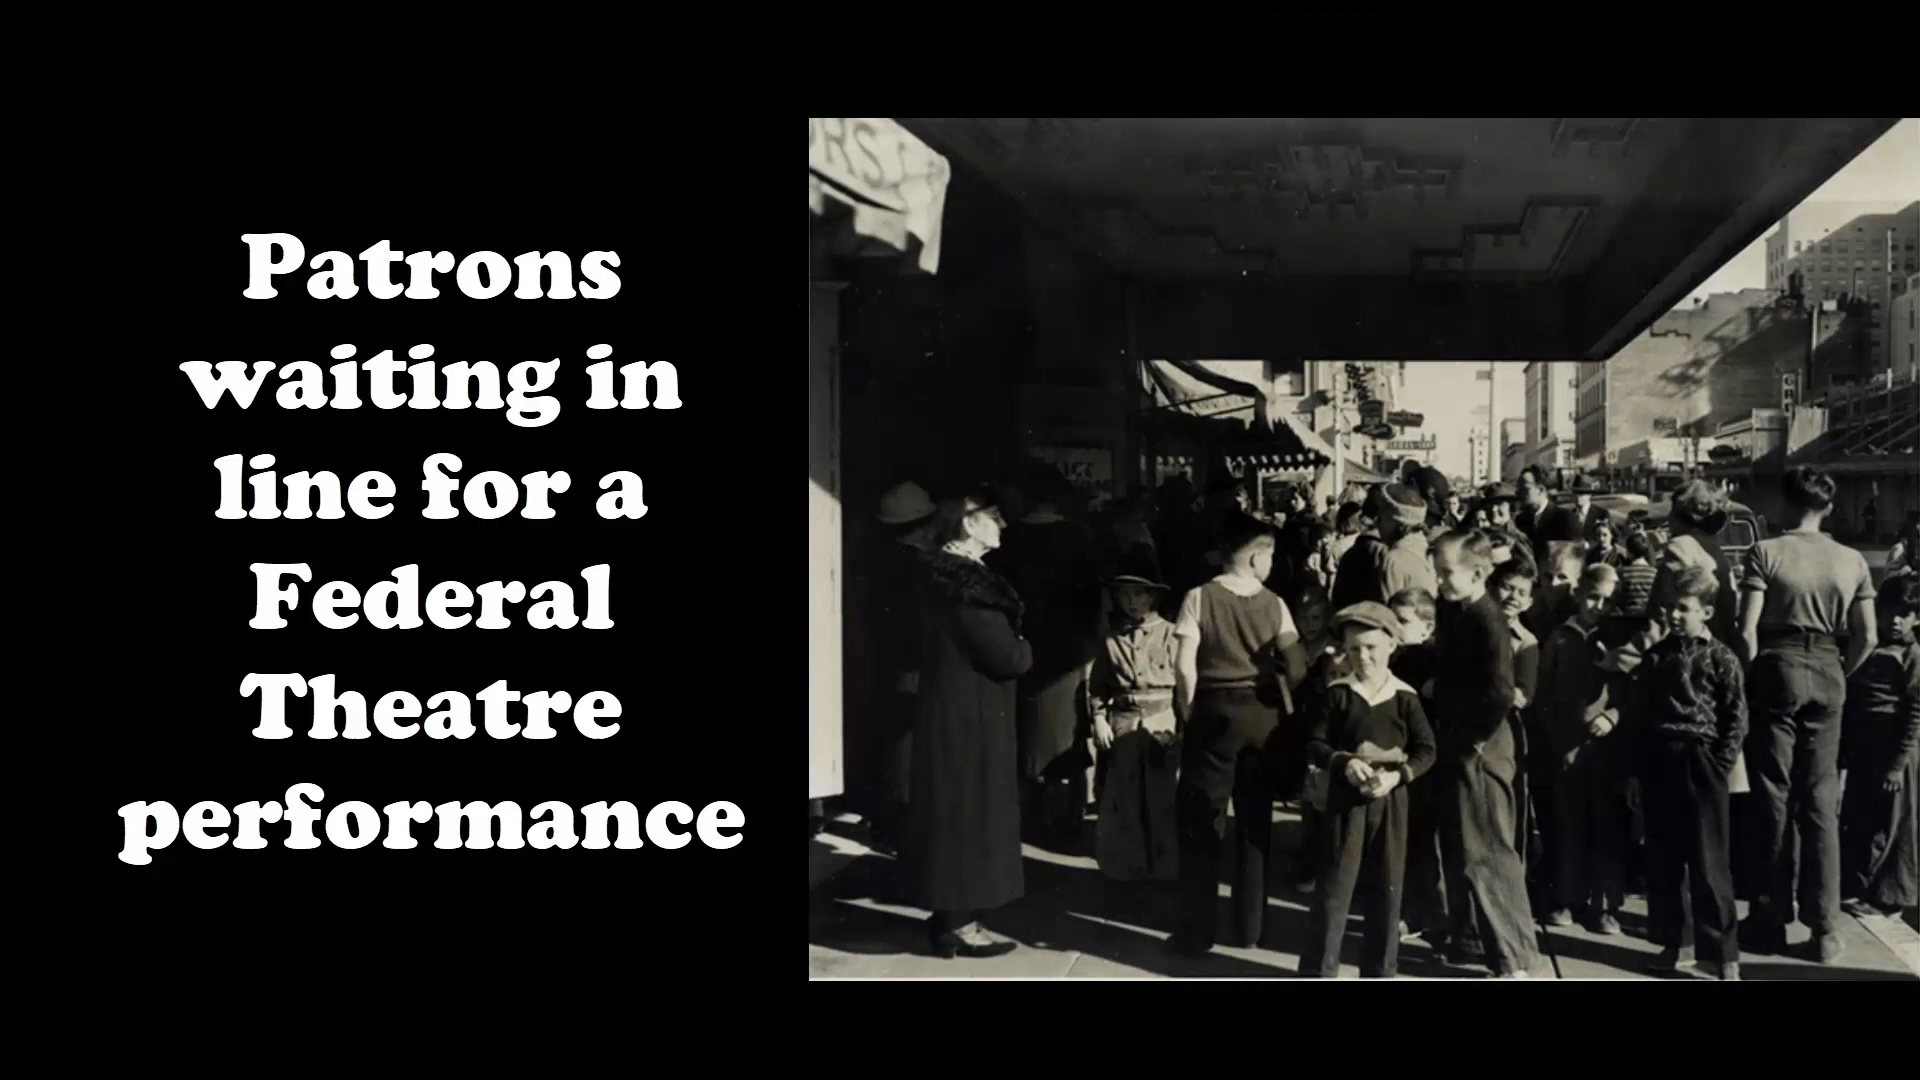 Patrons
waiting in
line for a
Federal
Theatre
performance